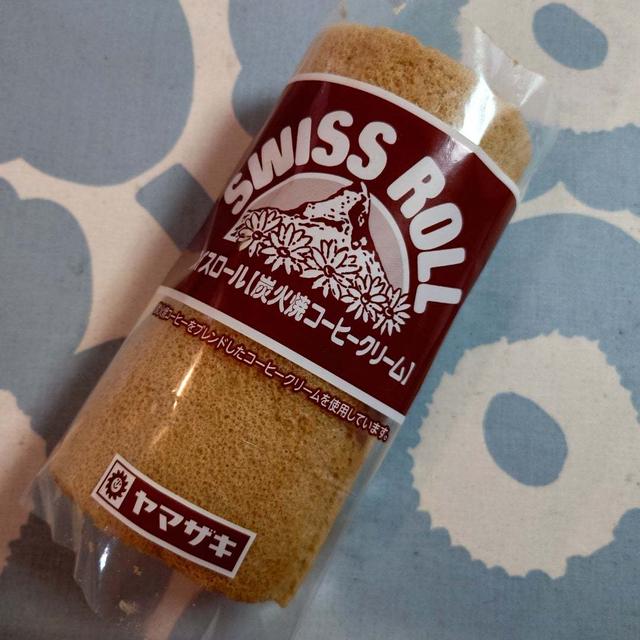 SWISS ROLL
スイスロール【炭火焼コーヒークリーム】
コーヒーをブレンドしたコーヒークリームを使用しています。
ヤマザキ